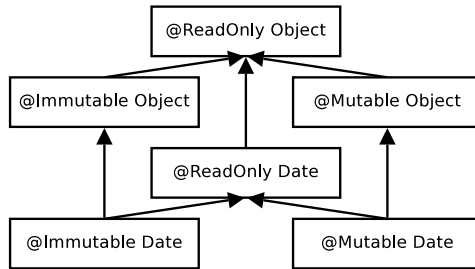 @ReadOnly Object
@Immutable Object
@Mutable Object
@ReadOnly Date
@Immutable Date
@Mutable Date